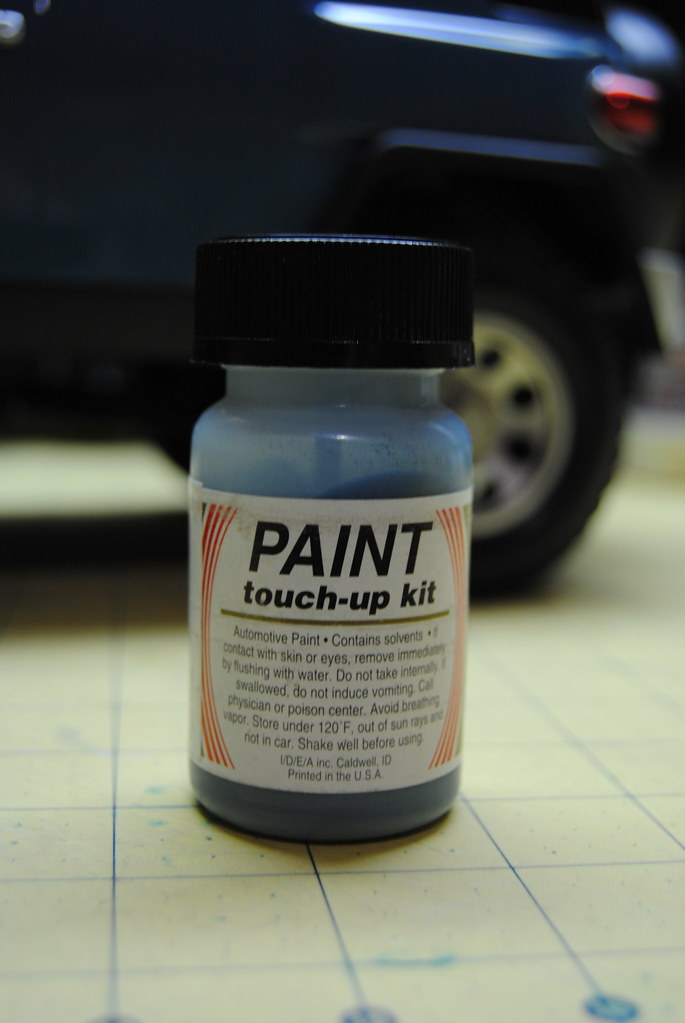 PAINT
touch-up kit
Automotive Paint • Contains solvents • If
contact with skin or eyes, remove immediately
by flushing with water. Do not take internally. If
swallowed, do not induce vomiting. Call
physician or poison center. Avoid breathing
vapor. Store under 120°F, out of sun rays and
not in car. Shake well before using.
I/D/E/A inc. Caldwell, ID
Printed in the U.S.A.